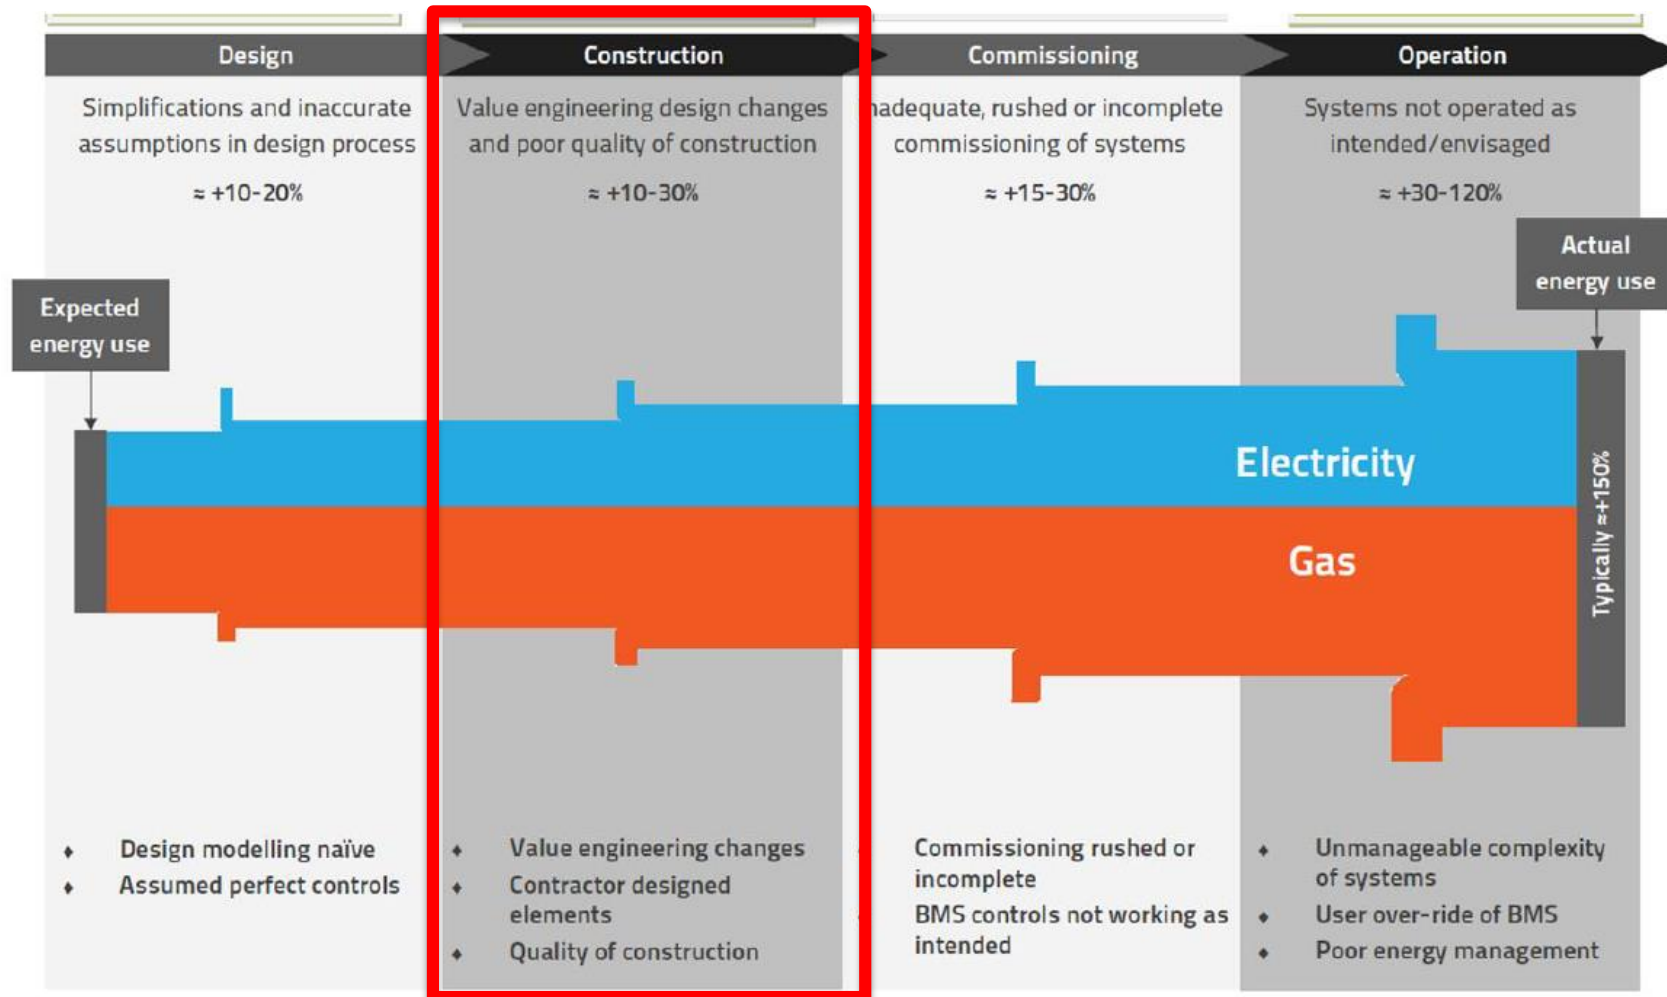 Design
Construction
Commissioning
Operation
Simplifications and inaccurate
assumptions in design process
≈ +10-20%
Value engineering design changes
and poor quality of construction
≈ +10-30%
nadequate, rushed or incomplete
commissioning of systems
≈ +15-30%
Systems not operated as
intended/envisaged
≈ +30-120%
Expected
energy use
Actual
energy use
Electricity
Gas
Typically ≈+150%
♦ Design modelling naïve
♦ Assumed perfect controls
♦ Value engineering changes
♦ Contractor designed
elements
♦ Quality of construction
Commissioning rushed or
incomplete
BMS controls not working as
intended
♦ Unmanageable complexity
of systems
♦ User over-ride of BMS
♦ Poor energy management